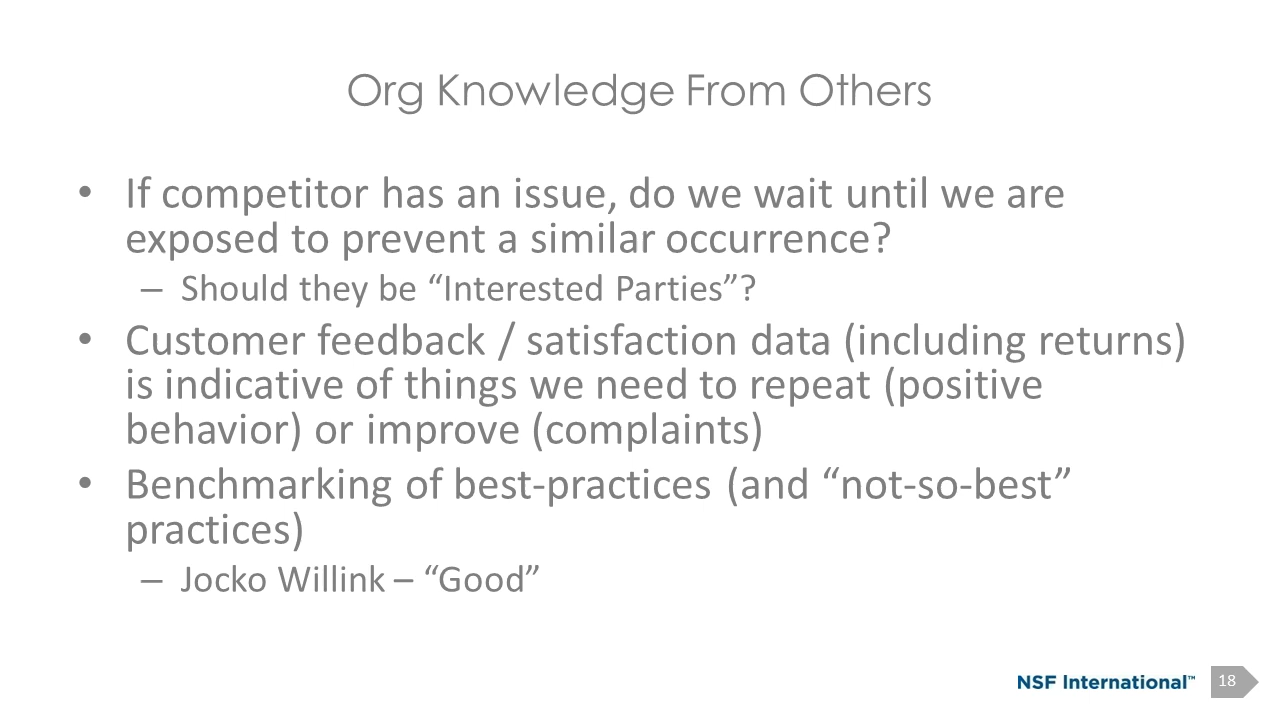 Org Knowledge From Others
• If competitor has an issue, do we wait until we are
exposed to prevent a similar occurrence?
– Should they be “Interested Parties”?
• Customer feedback / satisfaction data (including returns)
is indicative of things we need to repeat (positive
behavior) or improve (complaints)
• Benchmarking of best-practices (and “not-so-best”
practices)
– Jocko Willink – “Good”
NSF International™
18